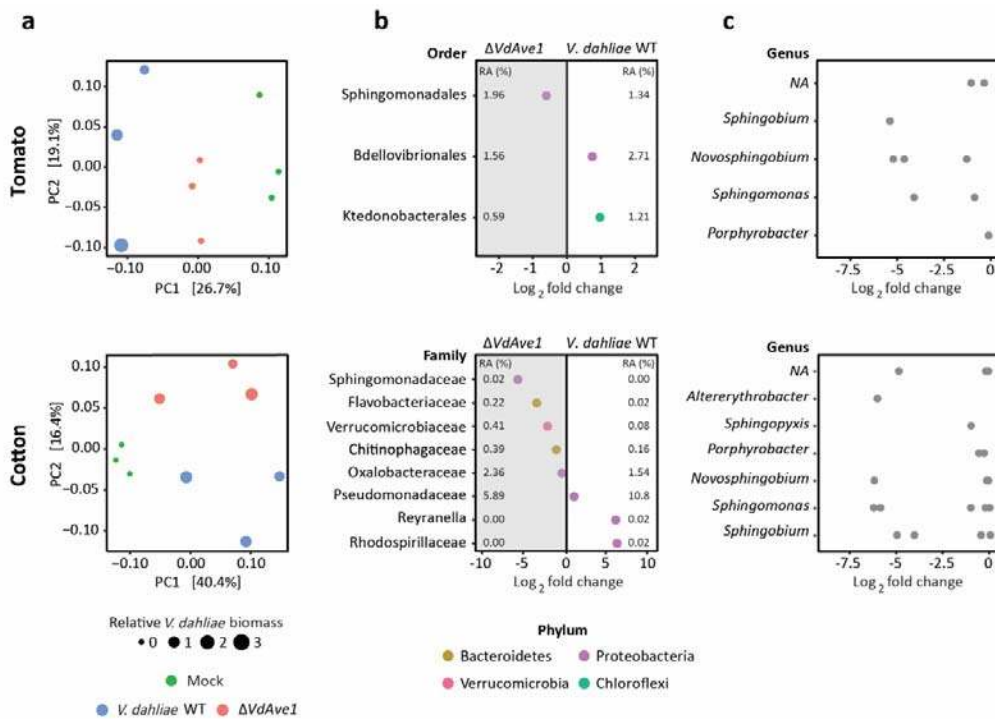 a
b
c
Tomato
PC2 [19.1%]
0.10
0.05
0.00
−0.05
−0.10
−0.10 0.00 0.10
PC1 [26.7%]
Order ΔVdAve1 V. dahliae WT
RA (%) RA (%)
Sphingomonadales 1.96 1.34
Bdellovibrionales 1.56 2.71
Ktedonobacterales 0.59 1.21
-2 -1 0 1 2
Log2 fold change
Genus
NA
Sphingobium
Novosphingobium
Sphingomonas
Porphyrobacter
-7.5 -5 -2.5 0
Log2 fold change
Cotton
PC2 [16.4%]
0.10
0.05
0.00
−0.05
−0.10
−0.10 0.00 0.10
PC1 [40.4%]
Family ΔVdAve1 V. dahliae WT
RA (%) RA (%)
Sphingomonadaceae 0.02 0.00
Flavobacteriaceae 0.22 0.02
Verrucomicrobiaceae 0.41 0.08
Chitinophagaceae 0.39 0.16
Oxalobacteraceae 2.36 1.54
Pseudomonadaceae 5.89 10.8
Reyranella 0.00 0.02
Rhodospirillaceae 0.00 0.02
-10 -5 0 5 10
Log2 fold change
Genus
NA
Altererythrobacter
Sphingopyxis
Porphyrobacter
Novosphingobium
Sphingomonas
Sphingobium
-7.5 -5 -2.5 0
Log2 fold change
Relative V. dahliae biomass
0 1 2 3
Mock
V. dahliae WT ΔVdAve1
Phylum
Bacteroidetes Proteobacteria
Verrucomicrobia Chloroflexi